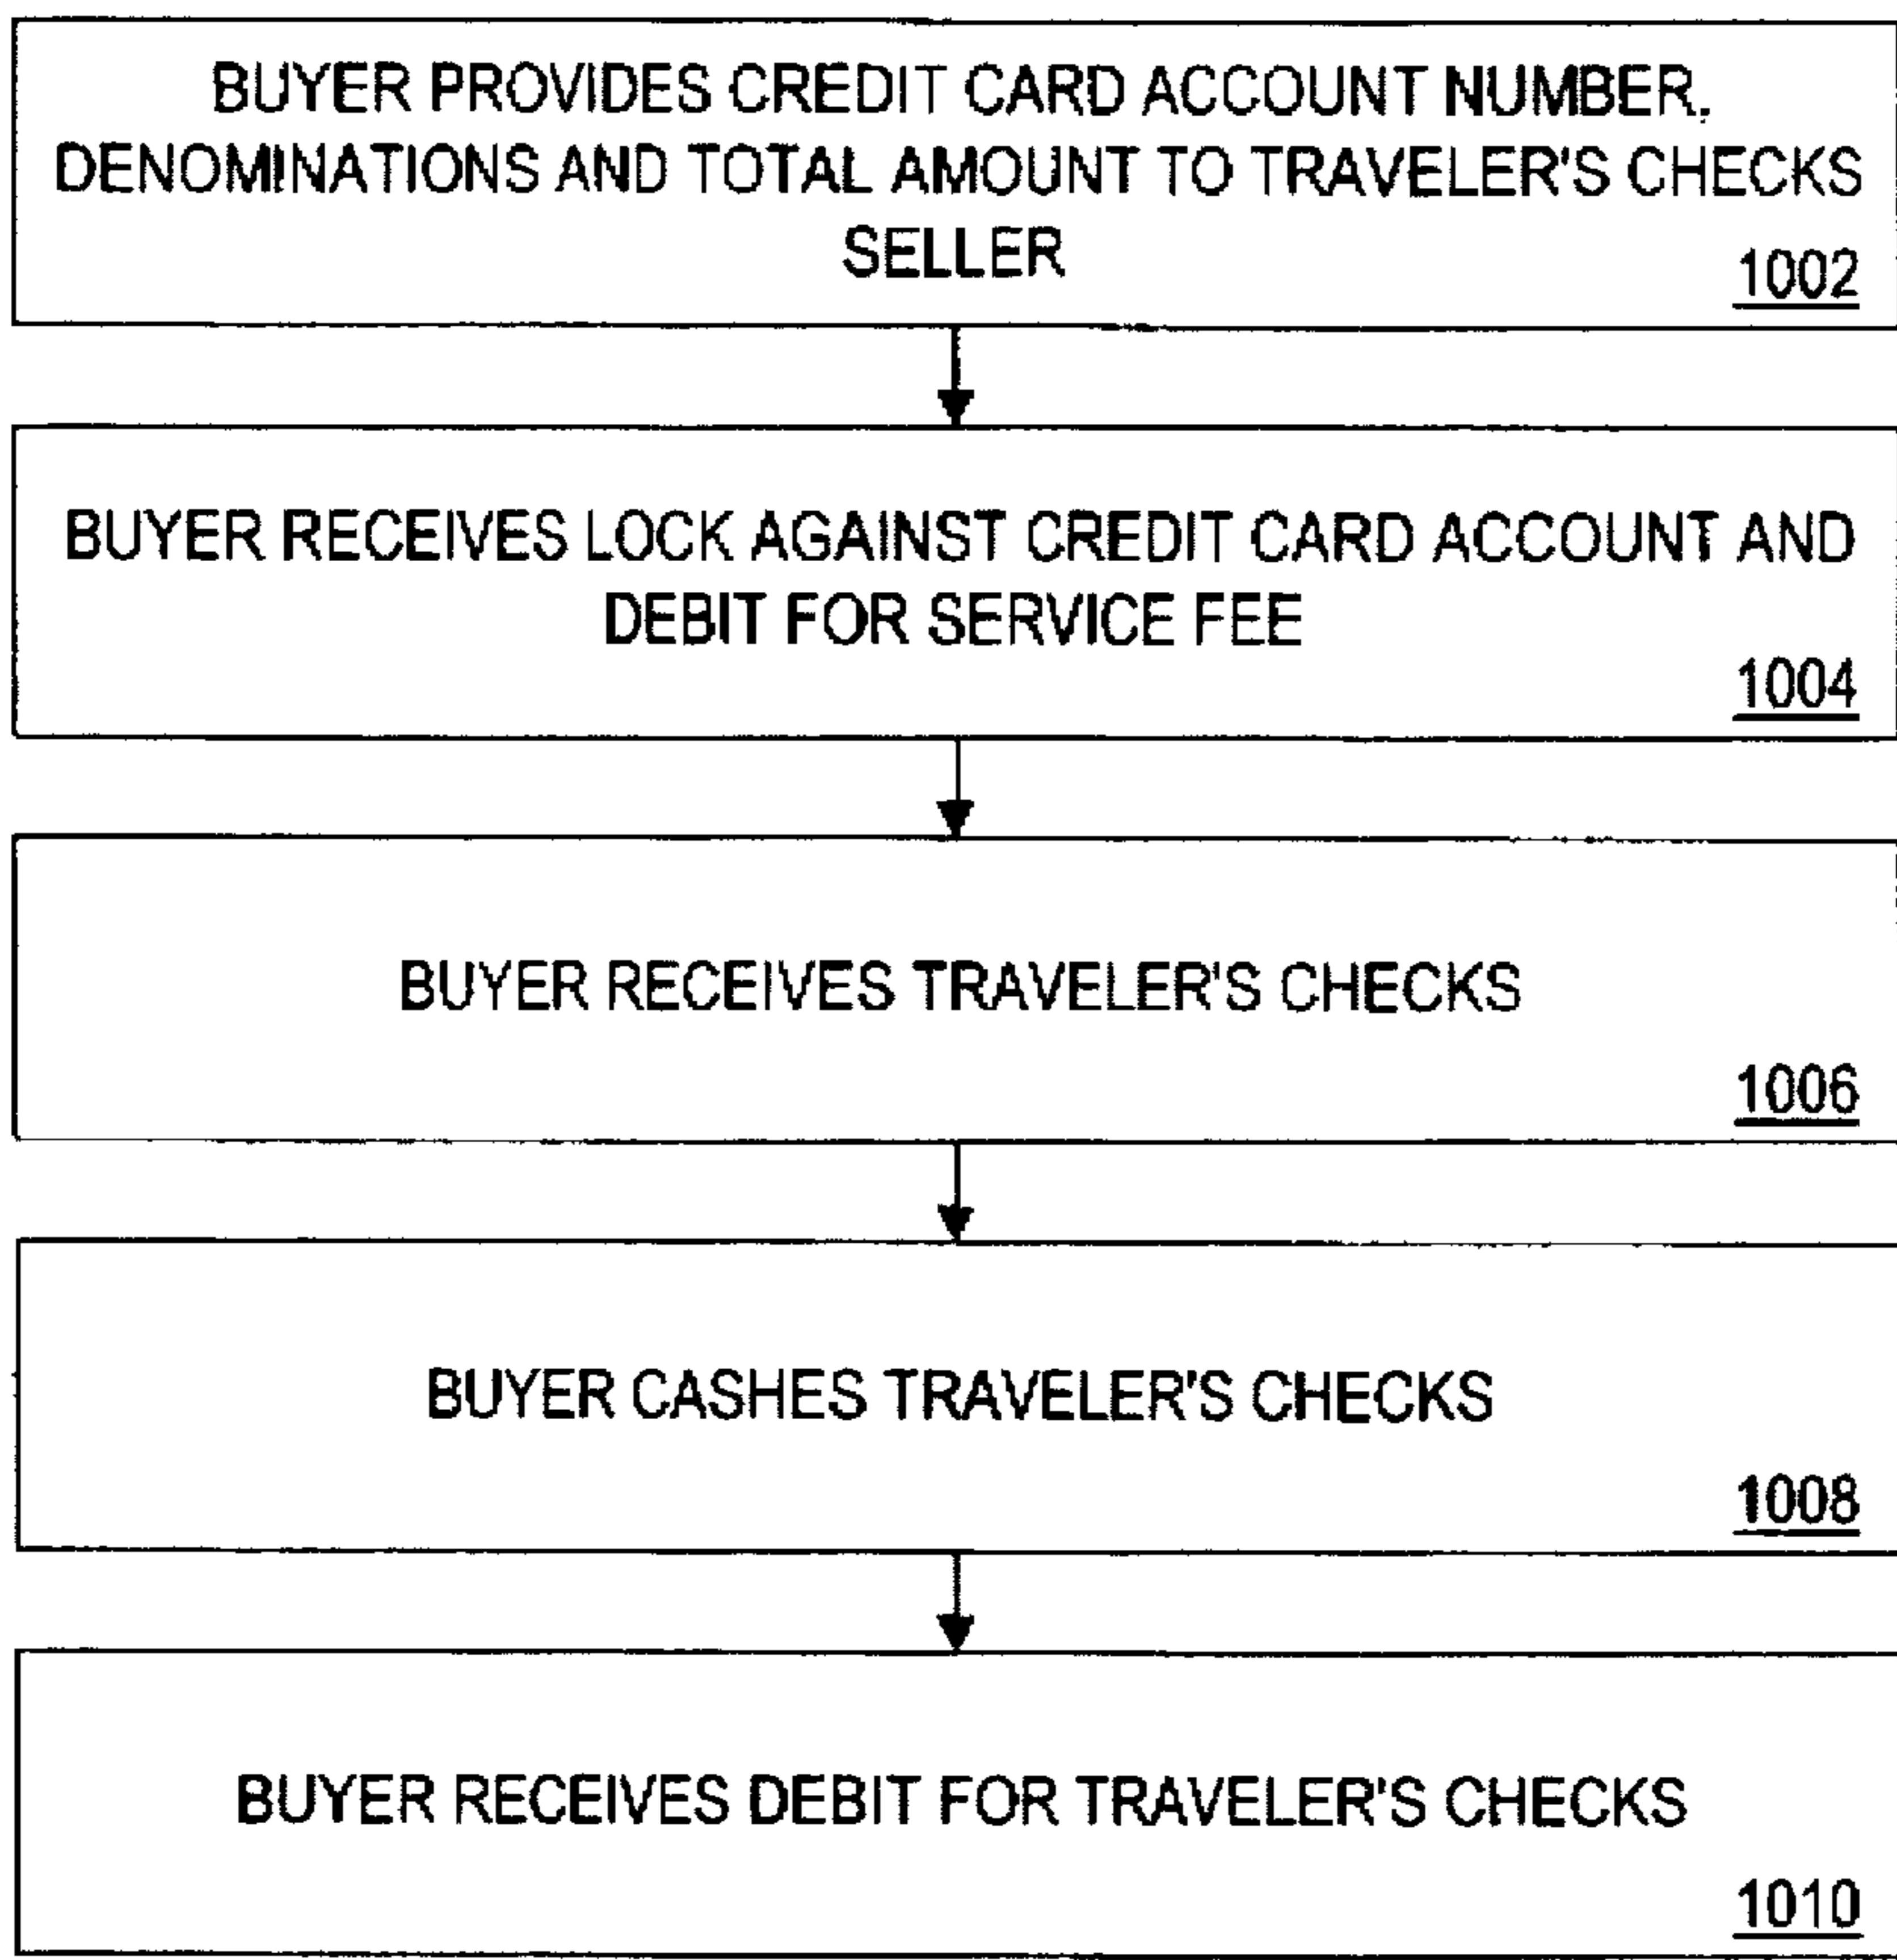 BUYER PROVIDES CREDIT CARD ACCOUNT NUMBER,
DENOMINATIONS AND TOTAL AMOUNT TO TRAVELER'S CHECKS
SELLER
1002
BUYER RECEIVES LOCK AGAINST CREDIT CARD ACCOUNT AND
DEBIT FOR SERVICE FEE
1004
BUYER RECEIVES TRAVELER'S CHECKS
1006
BUYER CASHES TRAVELER'S CHECKS
1008
BUYER RECEIVES DEBIT FOR TRAVELER'S CHECKS
1010